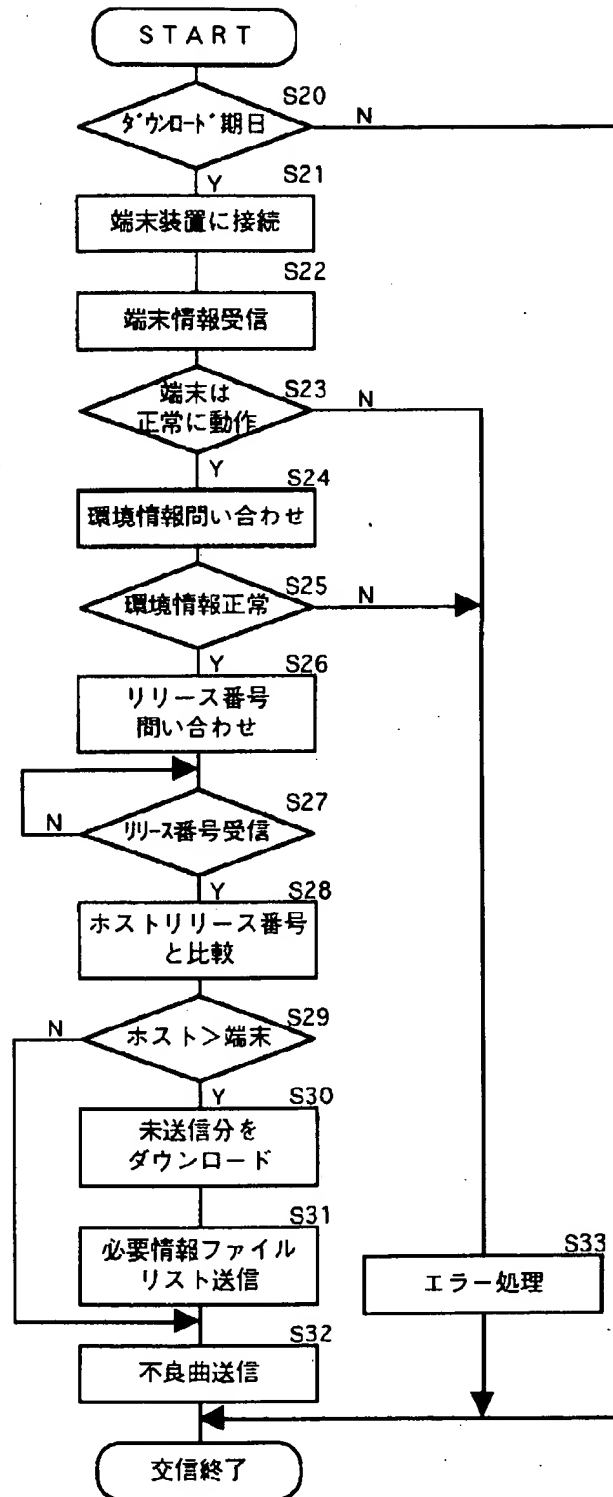 START
S20
ダウンロード期日
N
Y
S21
端末装置に接続
S22
端末情報受信
S23
端末は
正常に動作
N
Y
S24
環境情報問い合わせ
S25
環境情報正常
N
Y
S26
リリース番号
問い合わせ
S27
リリース番号受信
N
Y
S28
ホストリリース番号
と比較
S29
ホスト＞端末
N
Y
S30
未送信分を
ダウンロード
S31
必要情報ファイル
リスト送信
S33
エラー処理
S32
不良曲送信
交信終了